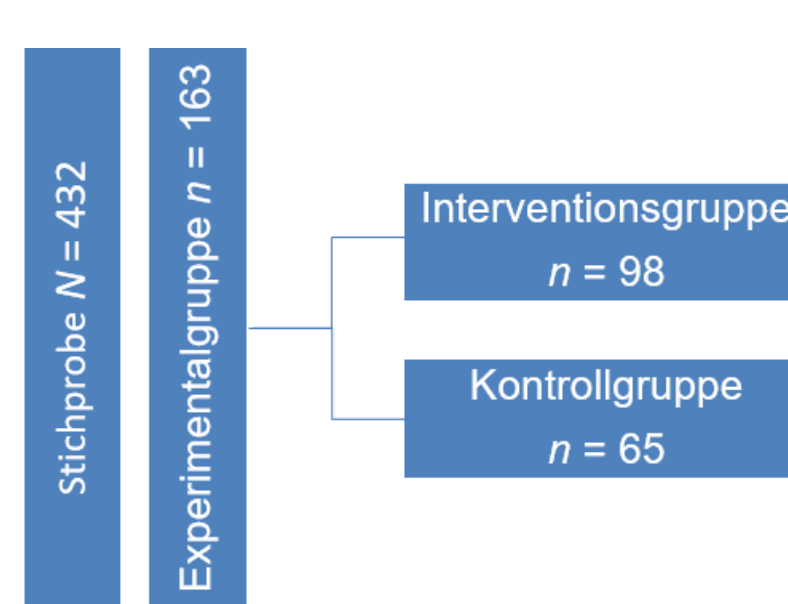 Stichprobe N = 432
Experimentalgruppe n = 163
Interventionsgruppe
n = 98
Kontrollgruppe
n = 65